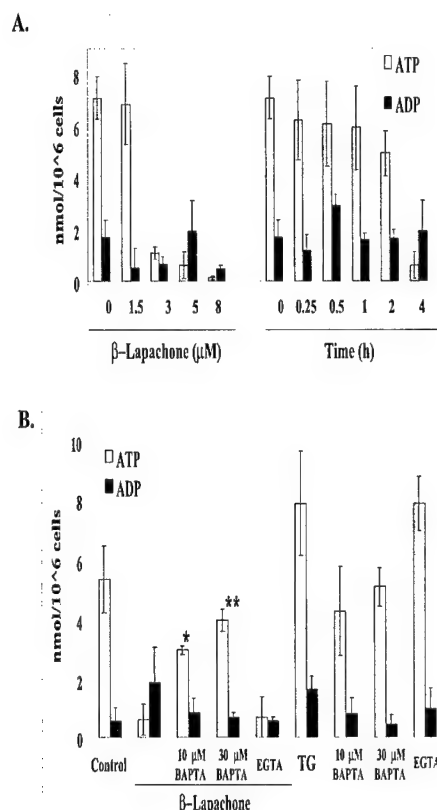 A.
ATP
ADP
nmol/10^6 cells
8
6
4
2
0
0 1.5 3 5 8
0 0.25 0.5 1 2 4
β–Lapachone (μM)
Time (h)
B.
ATP
ADP
nmol/10^6 cells
10
8
6
4
2
0
*
**
Control
10 μM BAPTA
30 μM BAPTA
EGTA
TG
10 μM BAPTA
30 μM BAPTA
EGTA
β–Lapachone